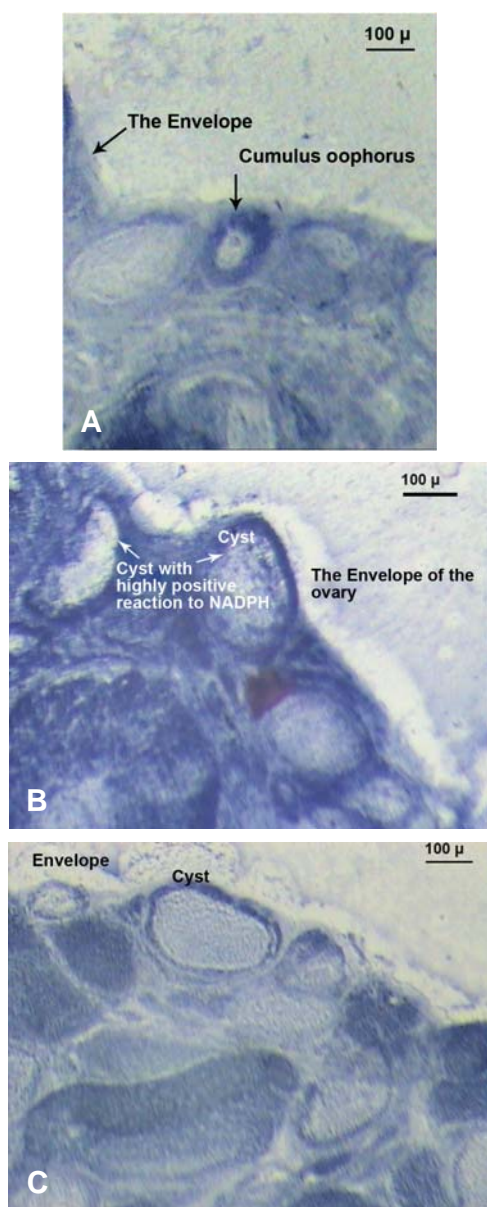 100 µ
The Envelope
Cumulus oophorus
A
100 µ
Cyst
Cyst with
highly positive
reaction to NADPH
The Envelope of the
ovary
B
100 µ
Envelope
Cyst
C